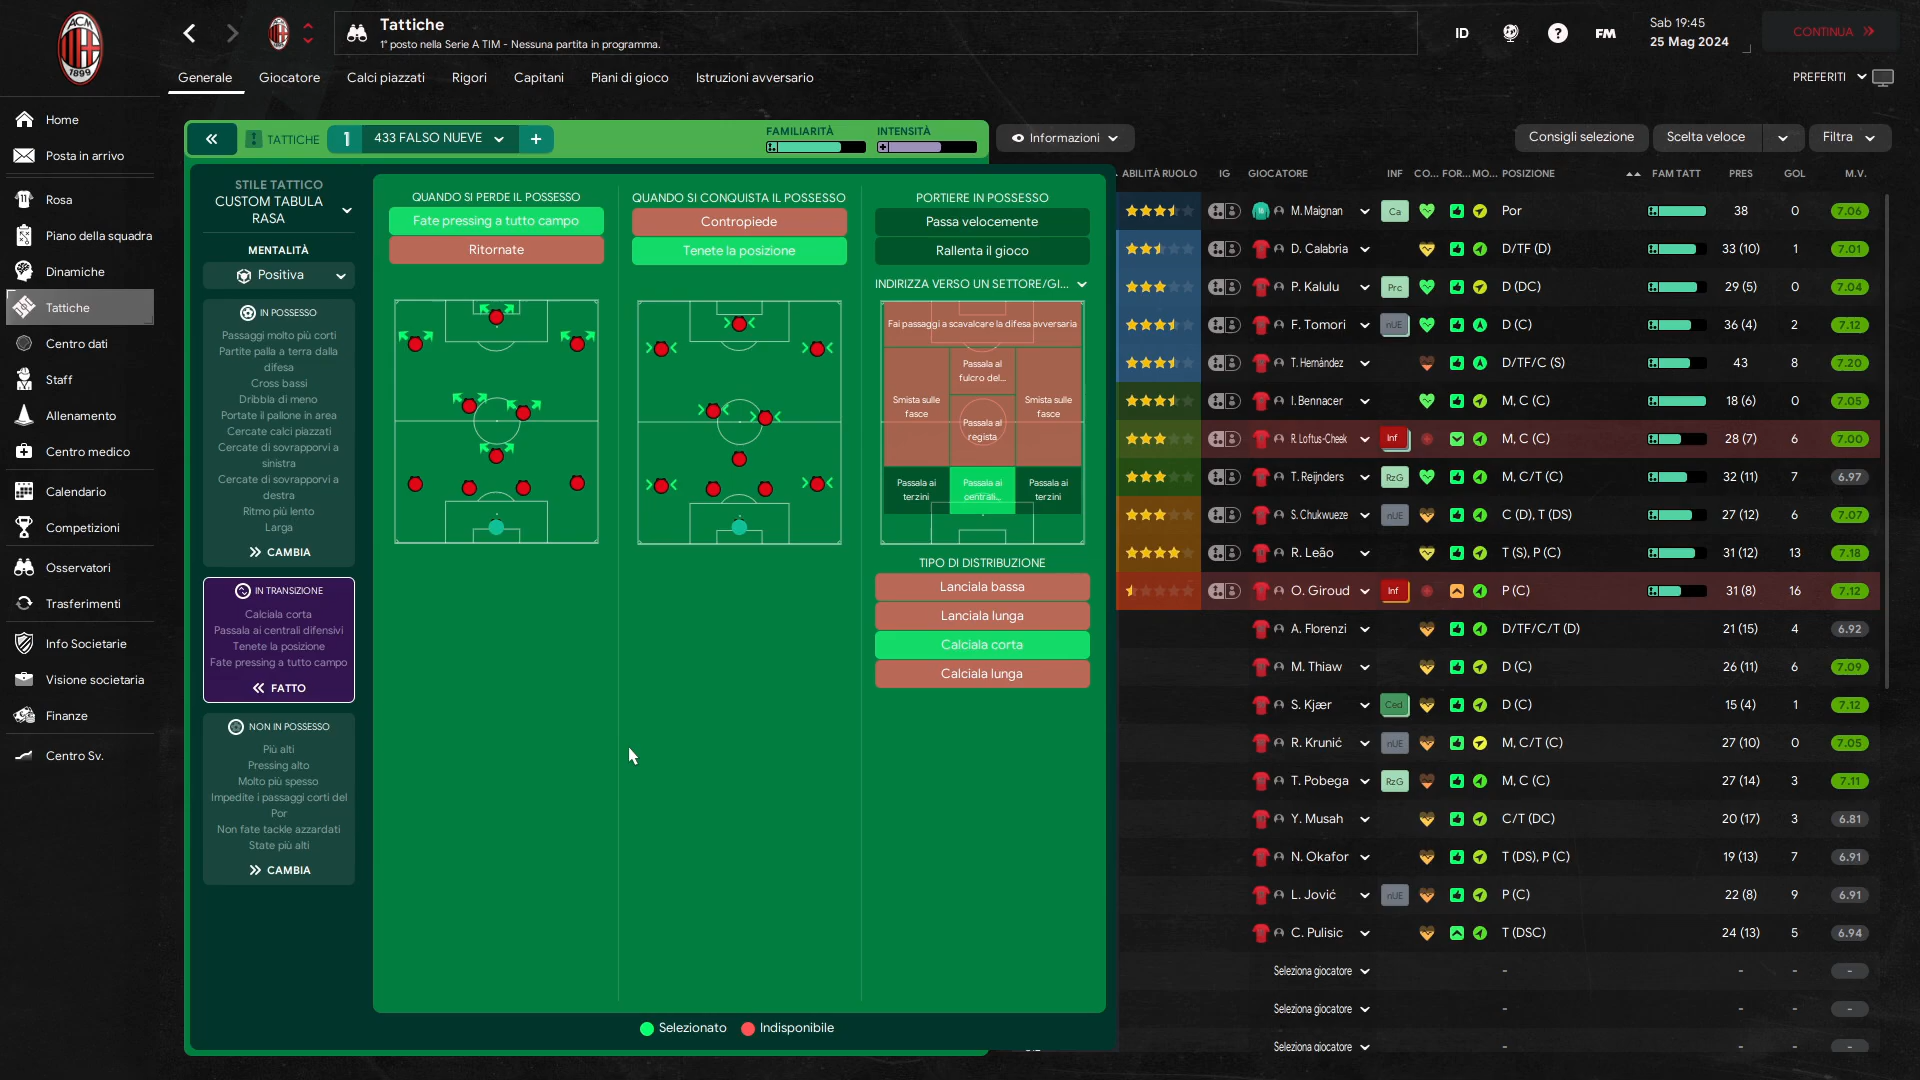 ACM
1899
Tattiche
1° posto nella Serie A TIM - Nessuna partita in programma.
ID
FM
Sab 19:45
25 Mag 2024
CONTINUA
Generale
Giocatore
Calci piazzati
Rigori
Capitani
Piani di gioco
Istruzioni avversario
PREFERITI
Home
Posta in arrivo
Rosa
Piano della squadra
Dinamiche
Tattiche
Centro dati
Staff
Allenamento
Centro medico
Calendario
Competizioni
Osservatori
Trasferimenti
Info Societarie
Visione societaria
Finanze
Centro Sv.
TATTICHE
1
433 FALSO NUEVE
FAMILIARITÀ
INTENSITÀ
Informazioni
Consigli selezione
Scelta veloce
Filtra
STILE TATTICO
CUSTOM TABULA
RASA
MENTALITÀ
Positiva
IN POSSESSO
Passaggi molto più corti
Partite palla a terra dalla
difesa
Cross bassi
Dribbla di meno
Portate il pallone in area
Cercate calci piazzati
Cercate di sovrapporvi a
sinistra
Cercate di sovrapporvi a
destra
Ritmo più lento
Larga
CAMBIA
IN TRANSIZIONE
Calciala corta
Passala ai centrali difensivi
Tenete la posizione
Fate pressing a tutto campo
FATTO
NON IN POSSESSO
Più alti
Pressing alto
Molto più spesso
Impedite i passaggi corti del
Por
Non fate tackle azzardati
State più alti
CAMBIA
QUANDO SI PERDE IL POSSESSO
Fate pressing a tutto campo
Ritornate
QUANDO SI CONQUISTA IL POSSESSO
Contropiede
Tenete la posizione
PORTIERE IN POSSESSO
Passa velocemente
Rallenta il gioco
INDIRIZZA VERSO UN SETTORE/GI...
Fai passaggi a scavalcare la difesa avversaria
Passala al
fulcro del...
Smista sulle
fasce
Smista sulle
fasce
Passala al
regista
Passala ai
terzini
Passala ai
centrali...
Passala ai
terzini
TIPO DI DISTRIBUZIONE
Lanciala bassa
Lanciala lunga
Calciala corta
Calciala lunga
Selezionato
Indisponibile
ABILITÀ RUOLO IG GIOCATORE INF CO... FOR... MO... POSIZIONE FAM TATT PRES GOL M.V.
M. Maignan Ca Por 38 0 7.06
D. Calabria D/TF (D) 33 (10) 1 7.01
P. Kalulu Prc D (DC) 29 (5) 0 7.04
F. Tomori nUE D (C) 36 (4) 2 7.12
T. Hernández D/TF/C (S) 43 8 7.20
I. Bennacer M, C (C) 18 (6) 0 7.05
R. Loftus-Cheek Inf M, C (C) 28 (7) 6 7.00
T. Reijnders RzG M, C/T (C) 32 (11) 7 6.97
S. Chukwueze nUE C (D), T (DS) 27 (12) 6 7.07
R. Leão T (S), P (C) 31 (12) 13 7.18
O. Giroud Inf P (C) 31 (8) 16 7.12
A. Florenzi D/TF/C/T (D) 21 (15) 4 6.92
M. Thiaw D (C) 26 (11) 6 7.09
S. Kjær Ced D (C) 15 (4) 1 7.12
R. Krunić nUE M, C/T (C) 27 (10) 0 7.05
T. Pobega RzG M, C (C) 27 (14) 3 7.11
Y. Musah C/T (DC) 20 (17) 3 6.81
N. Okafor T (DS), P (C) 19 (13) 7 6.91
L. Jović nUE P (C) 22 (8) 9 6.91
C. Pulisic T (DSC) 24 (13) 5 6.94
Seleziona giocatore - - - -
Seleziona giocatore - - - -
Seleziona giocatore - - - -